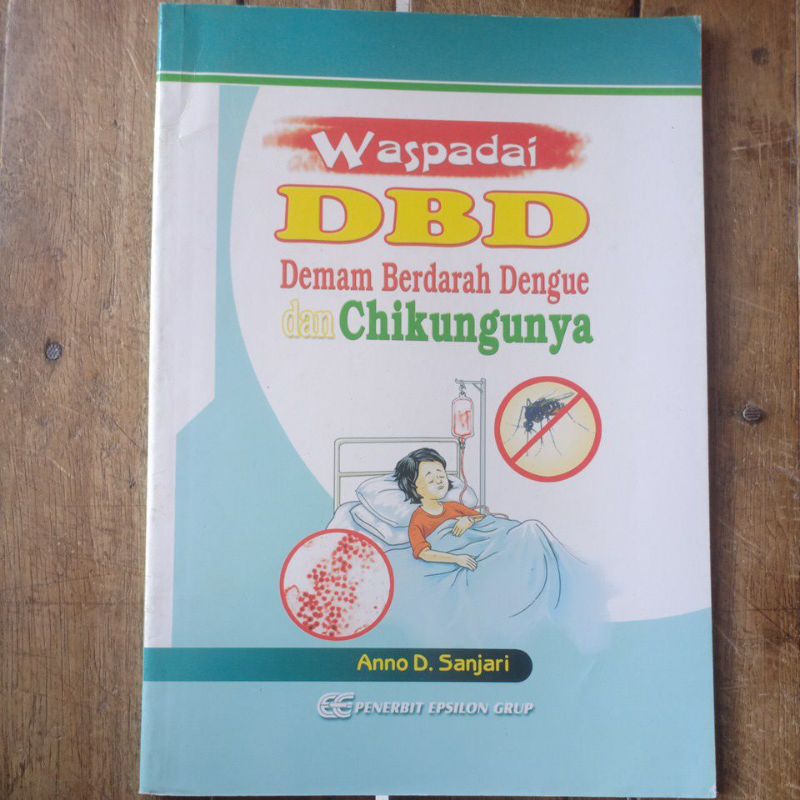 Waspadai
DBD
Demam Berdarah Dengue
dan Chikungunya
Anno D. Sanjari
PENERBIT EPSILON GRUP